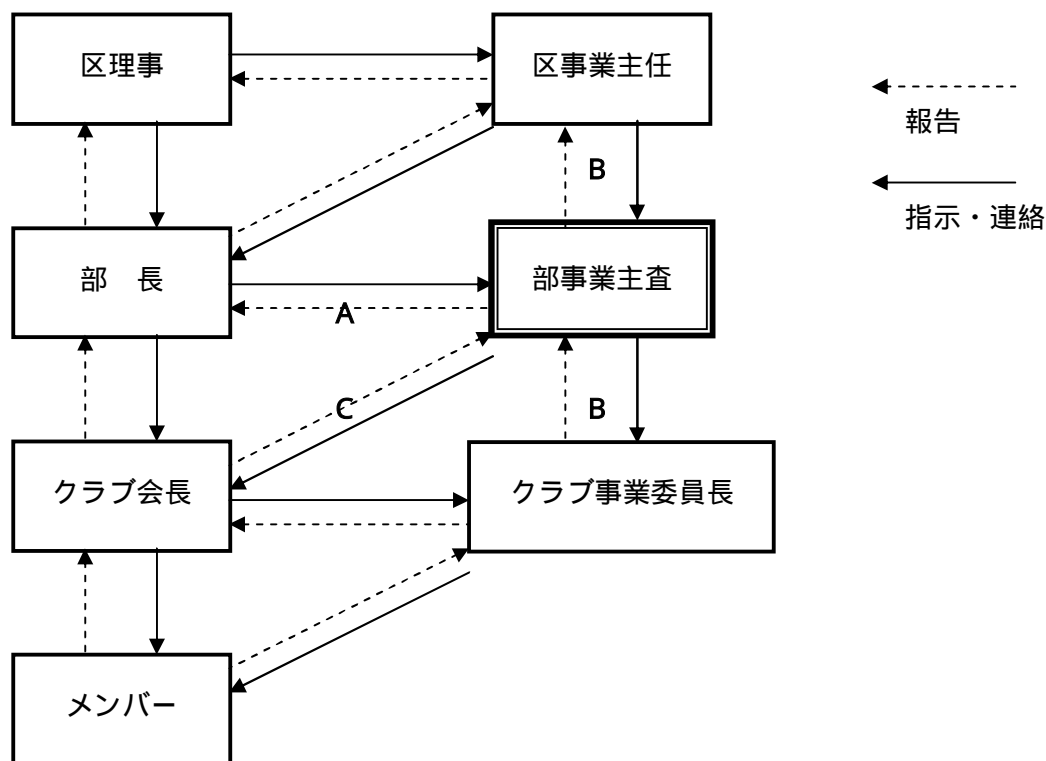 区理事
区事業主任
報告
B
指示・連絡
部　長
部事業主査
A
C
B
クラブ会長
クラブ事業委員長
メンバー